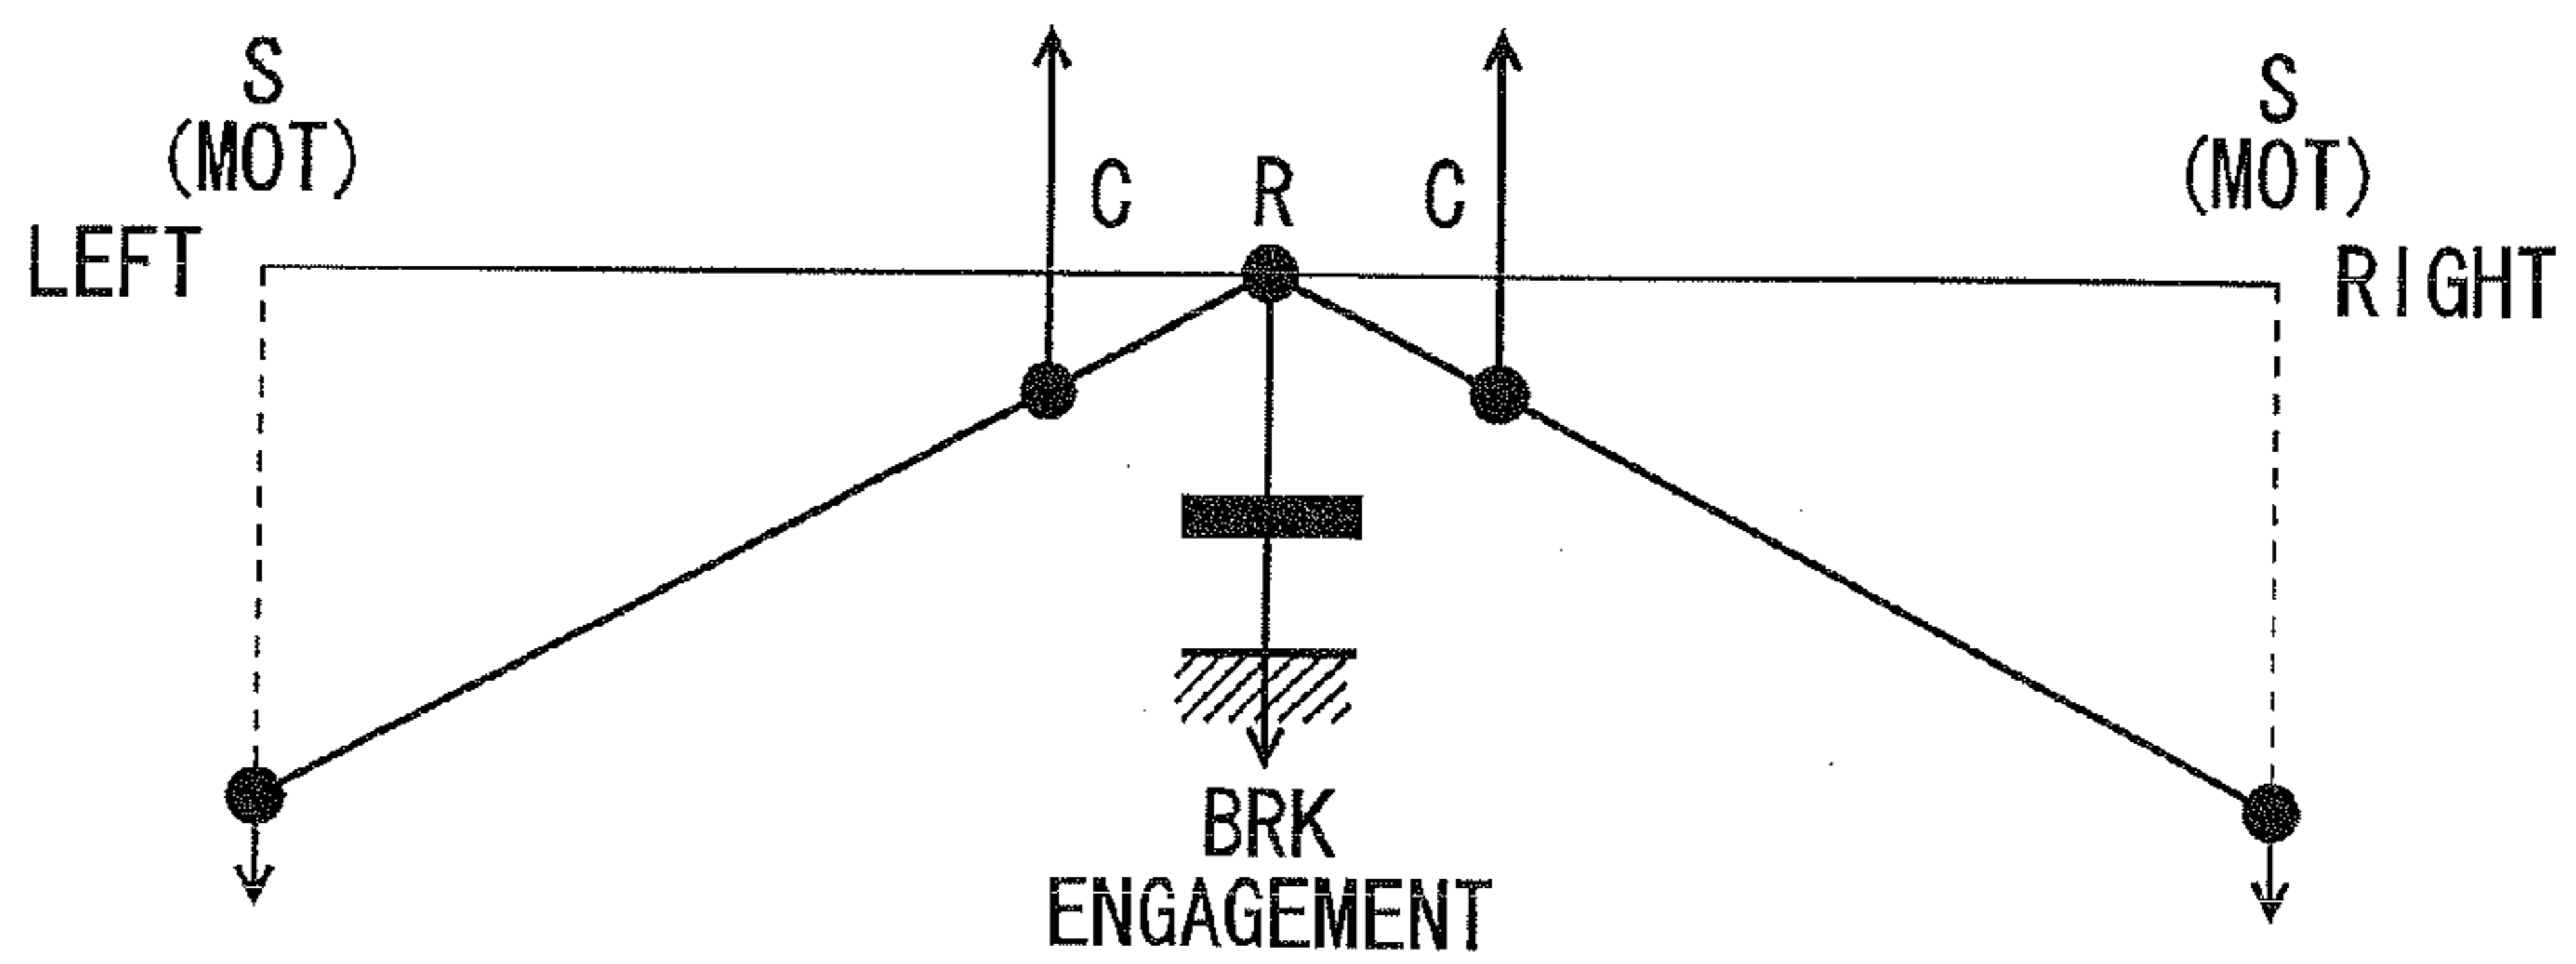 S
(MOT)
LEFT
C
R
C
S
(MOT)
RIGHT
BRK
ENGAGEMENT